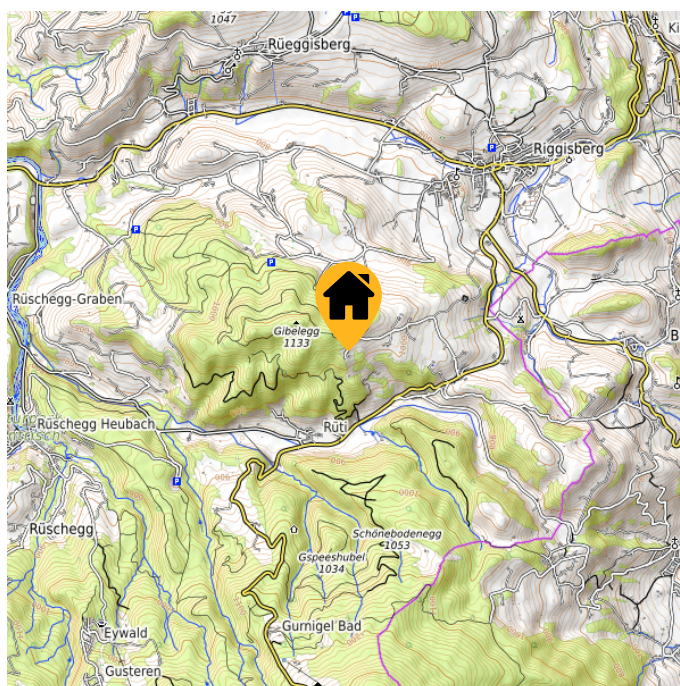 1047
Rüeggisberg
Riggisberg
Rüschegg-Graben
Gibelegg
1133
Rüschegg Heubach
Rüti
Rüschegg
Schönebodenegg
1053
Gspeeshubel
1034
Gurnigel Bad
Eywald
Gusteren